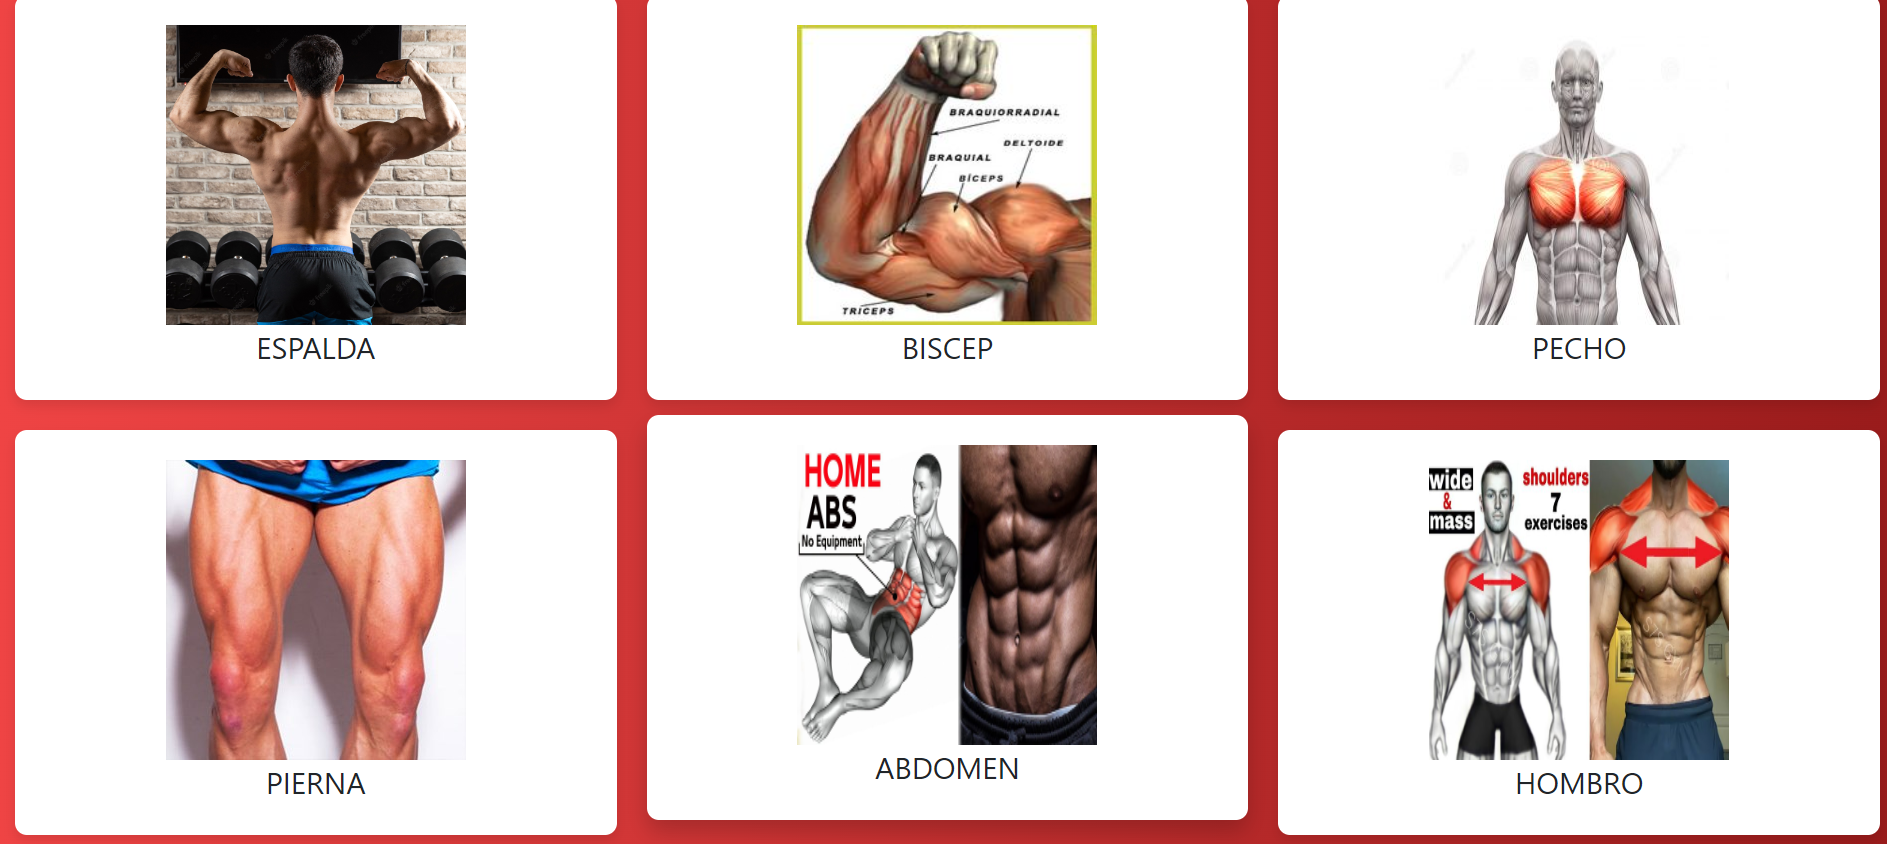 BRAQUIORRADIAL
DELTOIDE
BRAQUIAL
BÍCEPS
TRICEPS
ESPALDA
BISCEP
PECHO
HOME
ABS
No Equipment
wide
&
mass
shoulders
7
exercises
PIERNA
ABDOMEN
HOMBRO